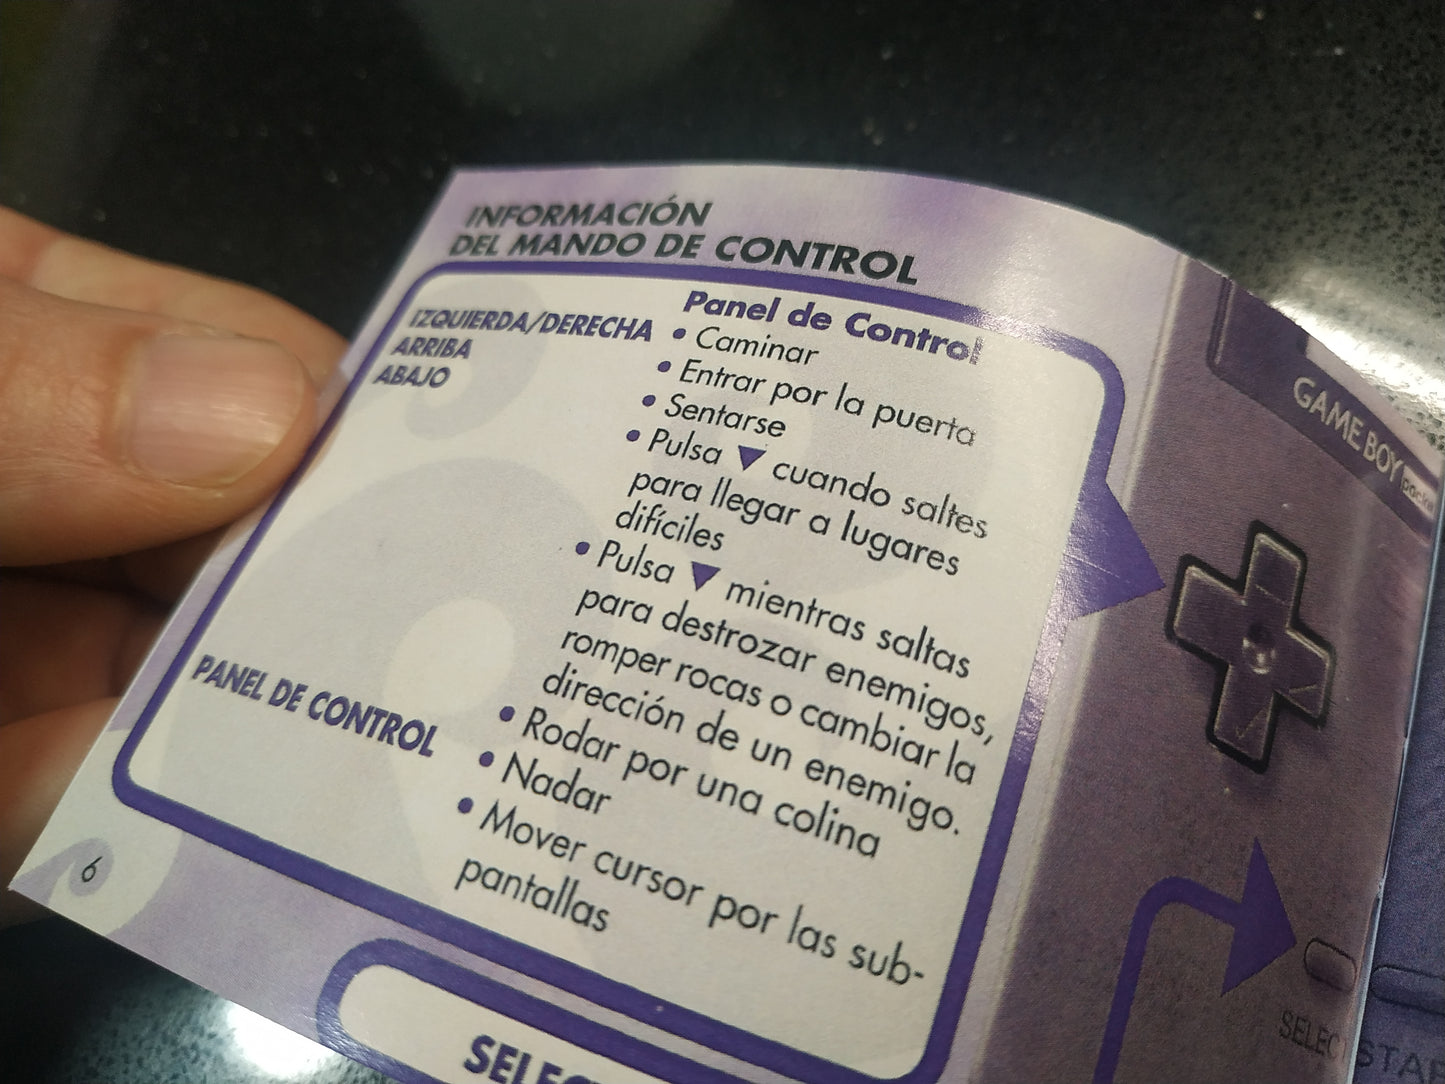 INFORMACIÓN
DEL MANDO DE CONTROL
Panel de Control
IZQUIERDA/DERECHA • Caminar
ARRIBA • Entrar por la puerta
ABAJO • Sentarse
• Pulsa ▼ cuando saltes
para llegar a lugares
difíciles
• Pulsa ▼ mientras saltas
para destrozar enemigos,
romper rocas o cambiar la
dirección de un enemigo.
• Rodar por una colina
• Nadar
PANEL DE CONTROL • Mover cursor por las sub-
pantallas
6
GAME BOY